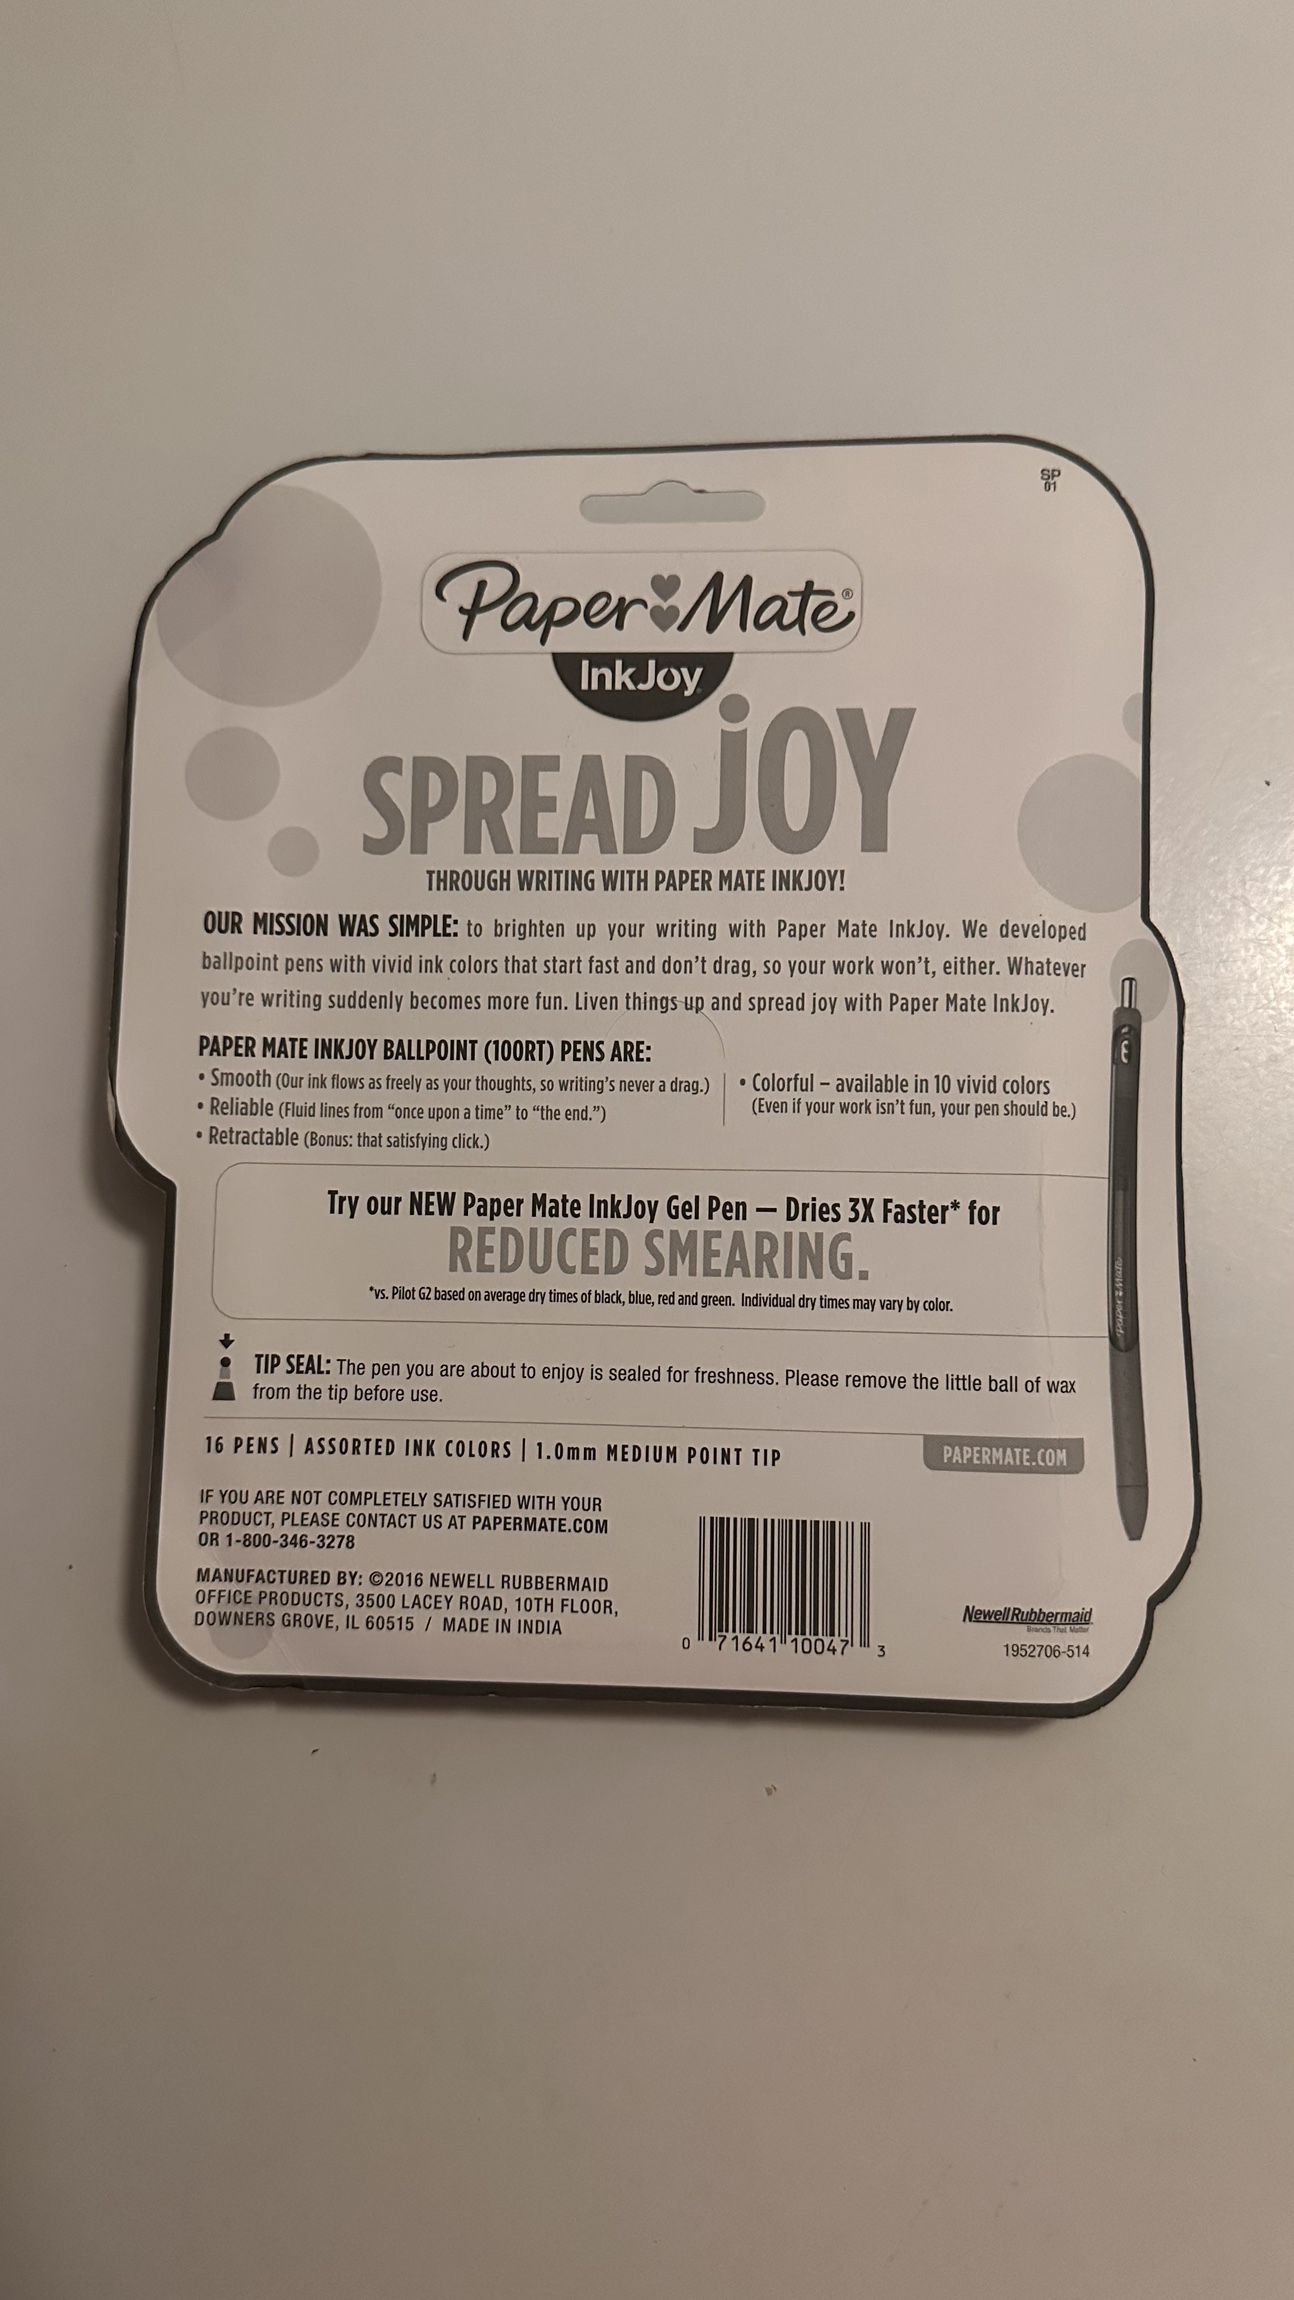 SP
01
Paper Mate®
InkJoy
SPREAD jOY
THROUGH WRITING WITH PAPER MATE INKJOY!
OUR MISSION WAS SIMPLE: to brighten up your writing with Paper Mate InkJoy. We developed
ballpoint pens with vivid ink colors that start fast and don't drag, so your work won't, either. Whatever
you're writing suddenly becomes more fun. Liven things up and spread joy with Paper Mate InkJoy.
PAPER MATE INKJOY BALLPOINT (100RT) PENS ARE:
• Smooth (Our ink flows as freely as your thoughts, so writing's never a drag.)
• Reliable (Fluid lines from “once upon a time” to “the end.”)
• Retractable (Bonus: that satisfying click.)
• Colorful – available in 10 vivid colors
(Even if your work isn't fun, your pen should be.)
Try our NEW Paper Mate InkJoy Gel Pen — Dries 3X Faster* for
REDUCED SMEARING.
*vs. Pilot G2 based on average dry times of black, blue, red and green. Individual dry times may vary by color.
Paper Mate
TIP SEAL: The pen you are about to enjoy is sealed for freshness. Please remove the little ball of wax
from the tip before use.
16 PENS | ASSORTED INK COLORS | 1.0mm MEDIUM POINT TIP
PAPERMATE.COM
IF YOU ARE NOT COMPLETELY SATISFIED WITH YOUR
PRODUCT, PLEASE CONTACT US AT PAPERMATE.COM
OR 1-800-346-3278
MANUFACTURED BY: ©2016 NEWELL RUBBERMAID
OFFICE PRODUCTS, 3500 LACEY ROAD, 10TH FLOOR,
DOWNERS GROVE, IL 60515 / MADE IN INDIA
0 71641 10047 3
NewellRubbermaid
Brands That Matter
1952706-514